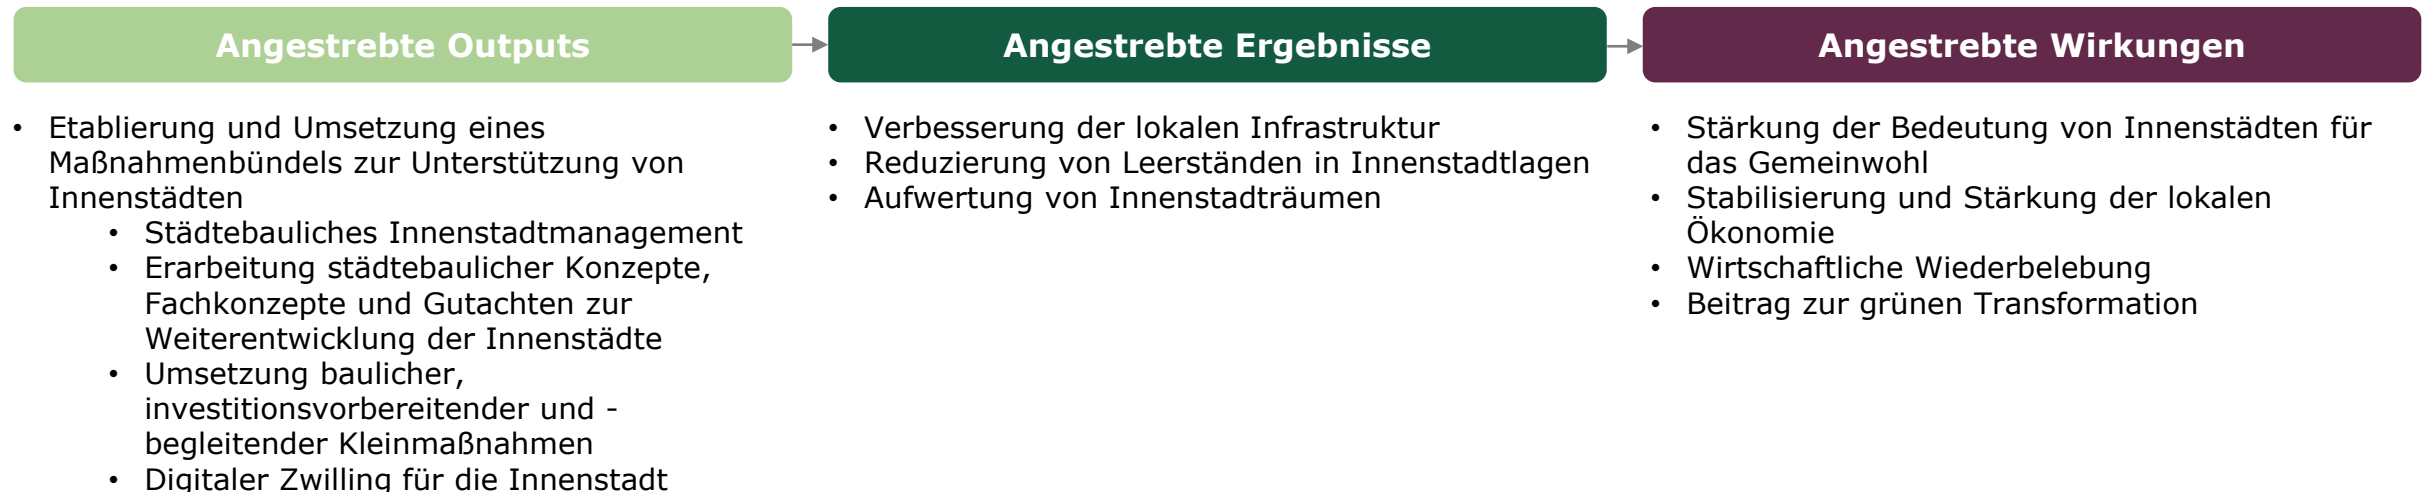 Angestrebte Outputs
• Etablierung und Umsetzung eines
Maßnahmenbündels zur Unterstützung von
Innenstädten
• Städtebauliches Innenstadtmanagement
• Erarbeitung städtebaulicher Konzepte,
Fachkonzepte und Gutachten zur
Weiterentwicklung der Innenstädte
• Umsetzung baulicher,
investitionsvorbereitender und -
begleitender Kleinmaßnahmen
• Digitaler Zwilling für die Innenstadt
Angestrebte Ergebnisse
• Verbesserung der lokalen Infrastruktur
• Reduzierung von Leerständen in Innenstadtlagen
• Aufwertung von Innenstadträumen
Angestrebte Wirkungen
• Stärkung der Bedeutung von Innenstädten für
das Gemeinwohl
• Stabilisierung und Stärkung der lokalen
Ökonomie
• Wirtschaftliche Wiederbelebung
• Beitrag zur grünen Transformation